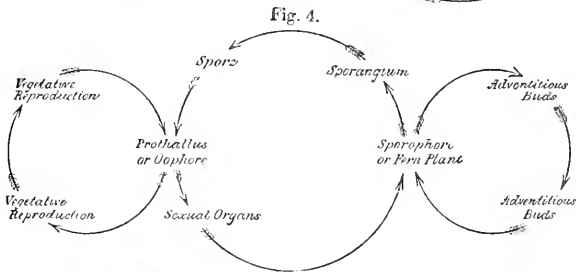 Fig. 4.
Spore
Sporangium
Vegetative
Reproduction
Adventitious
Buds
Prothallus
or Oophore
Sporophore
or Fern Plant
Vegetative
Reproduction
Sexual Organs
Adventitious
Buds